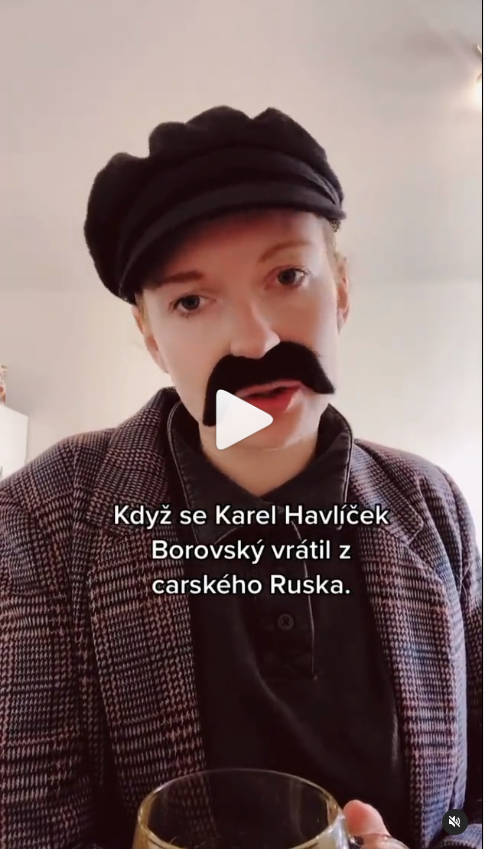 Když se Karel Havlíček
Borovský vrátil z
carského Ruska.